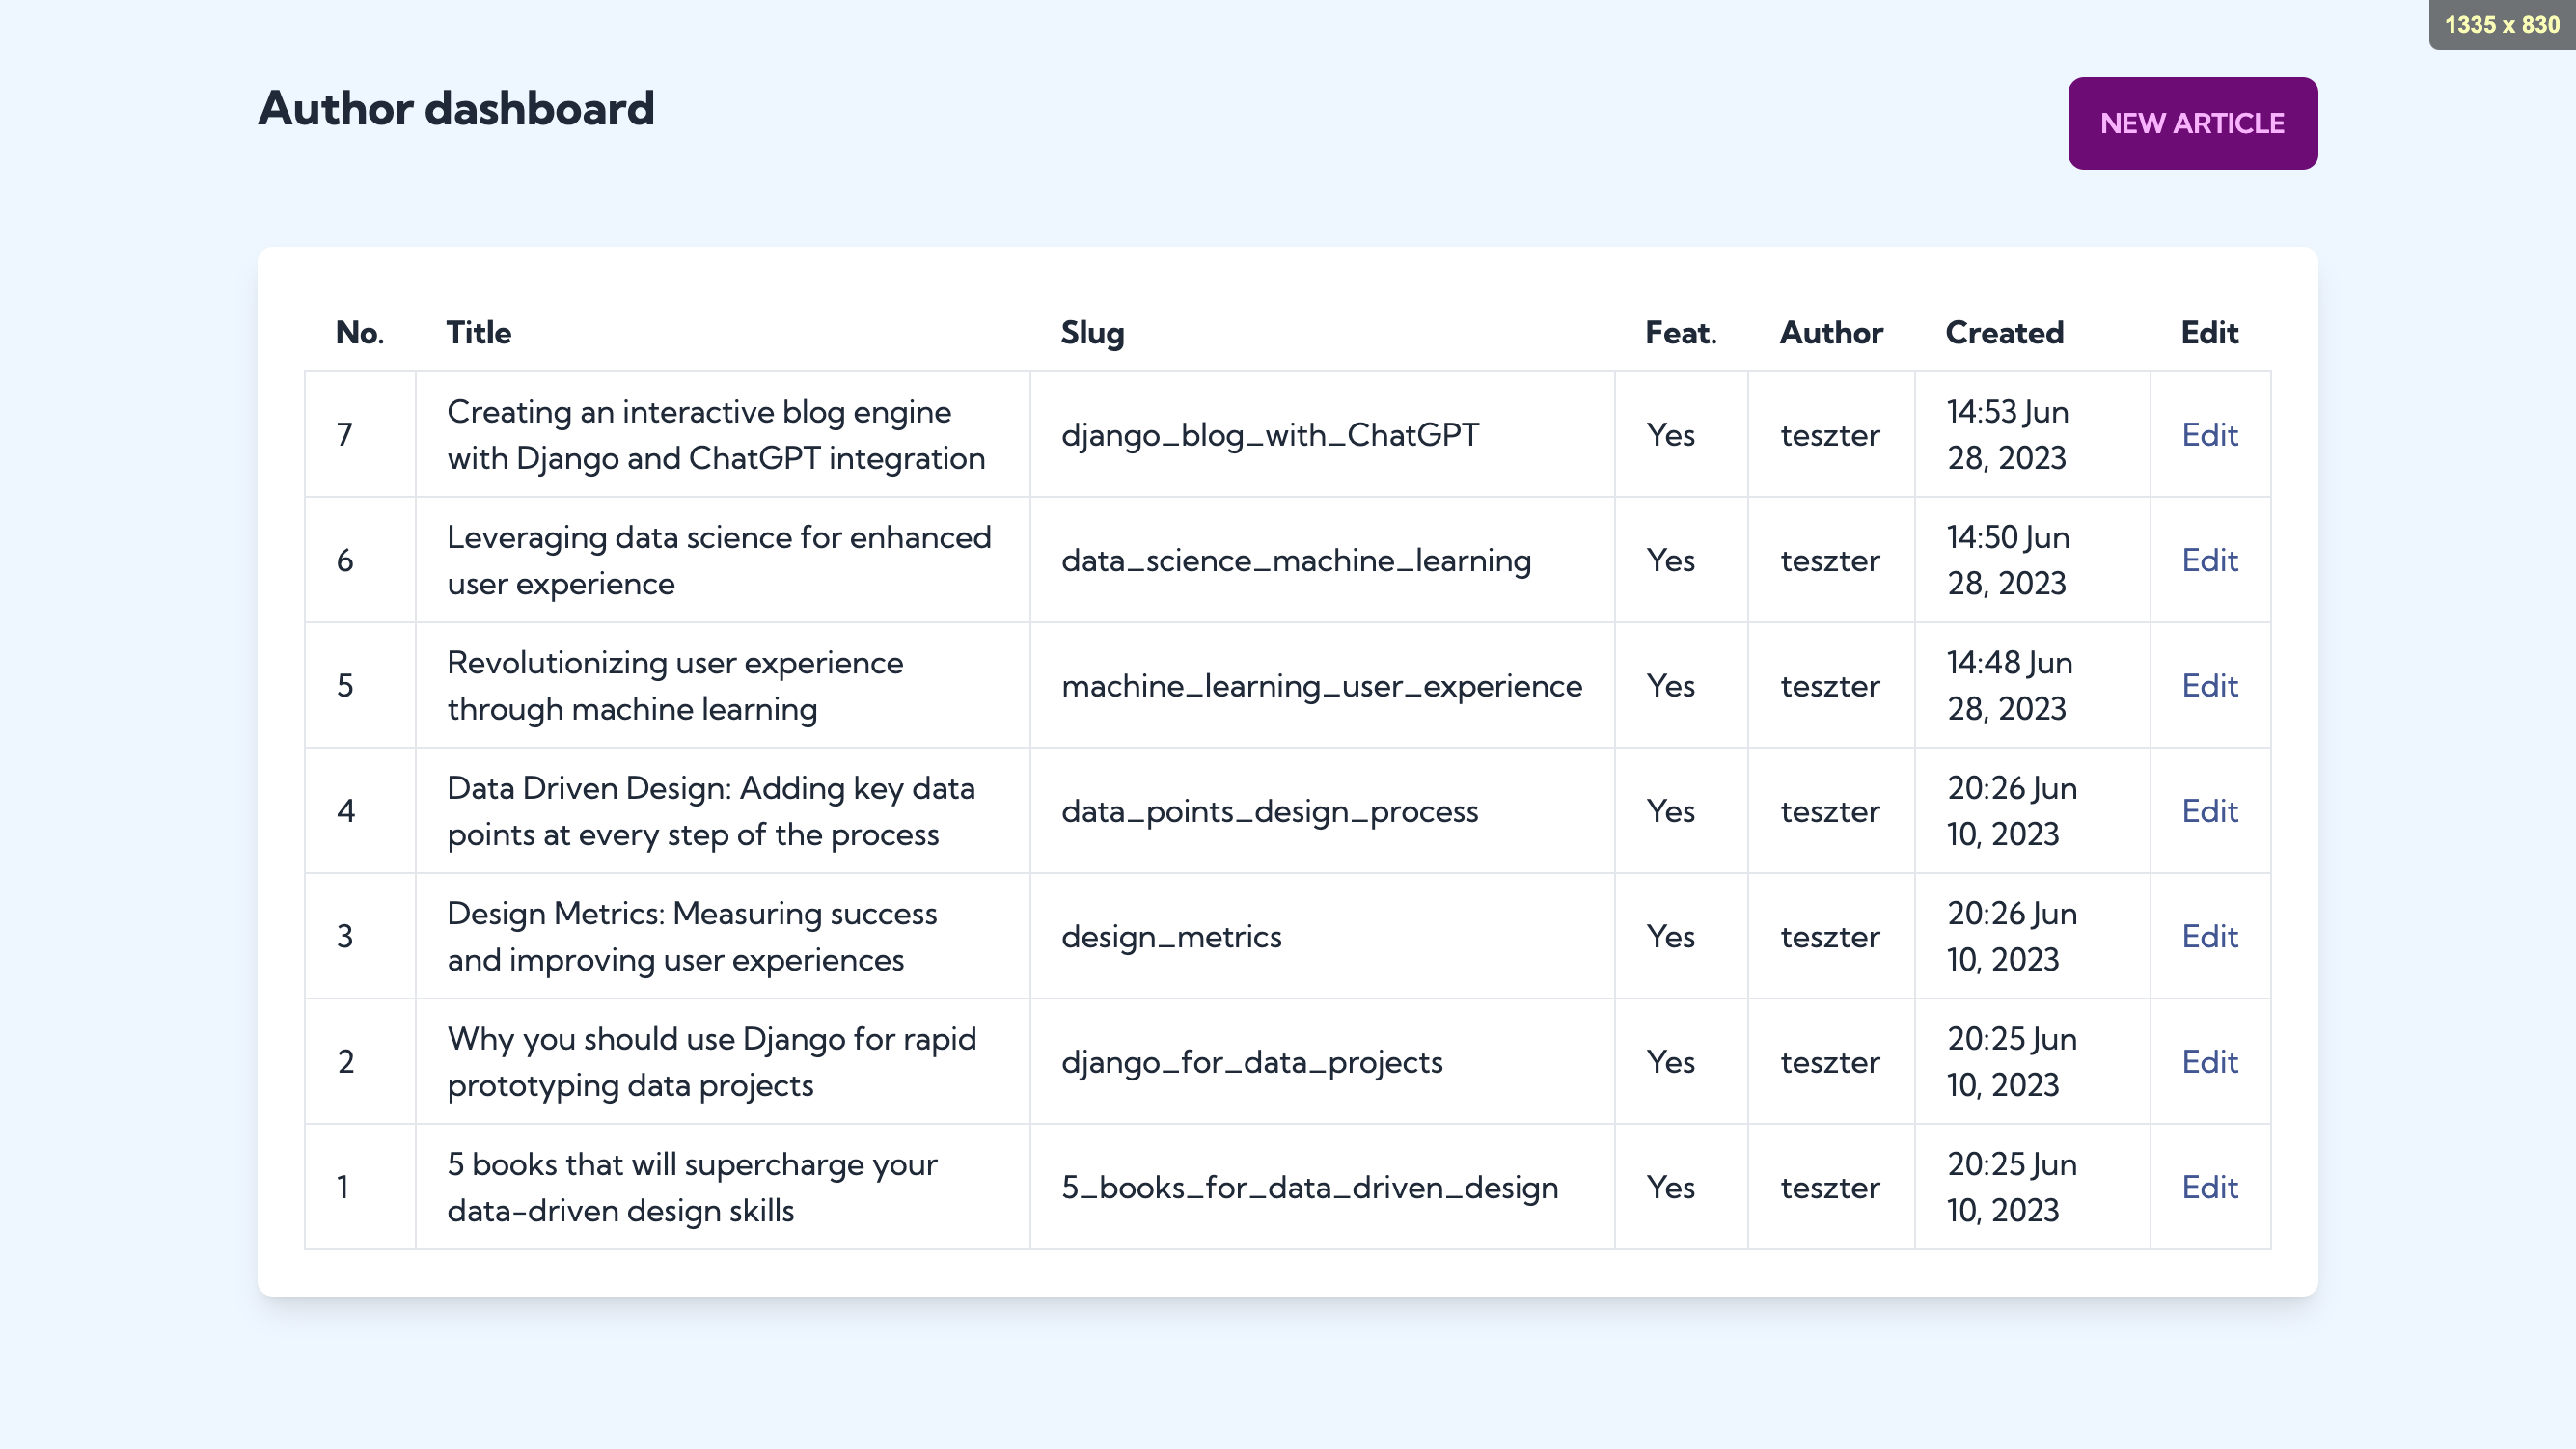 1335 x 830
Author dashboard
NEW ARTICLE
No. Title Slug Feat. Author Created Edit
7 Creating an interactive blog engine with Django and ChatGPT integration django_blog_with_ChatGPT Yes teszter 14:53 Jun 28, 2023 Edit
6 Leveraging data science for enhanced user experience data_science_machine_learning Yes teszter 14:50 Jun 28, 2023 Edit
5 Revolutionizing user experience through machine learning machine_learning_user_experience Yes teszter 14:48 Jun 28, 2023 Edit
4 Data Driven Design: Adding key data points at every step of the process data_points_design_process Yes teszter 20:26 Jun 10, 2023 Edit
3 Design Metrics: Measuring success and improving user experiences design_metrics Yes teszter 20:26 Jun 10, 2023 Edit
2 Why you should use Django for rapid prototyping data projects django_for_data_projects Yes teszter 20:25 Jun 10, 2023 Edit
1 5 books that will supercharge your data-driven design skills 5_books_for_data_driven_design Yes teszter 20:25 Jun 10, 2023 Edit